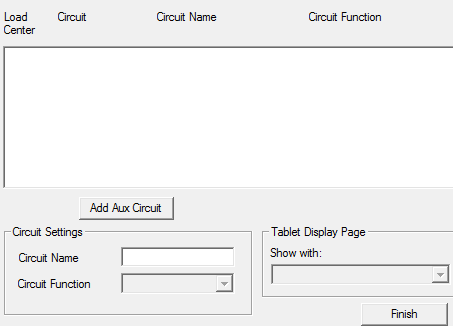 Load Center Circuit Circuit Name Circuit Function
Add Aux Circuit
Circuit Settings
Circuit Name
Circuit Function
Tablet Display Page
Show with:
Finish